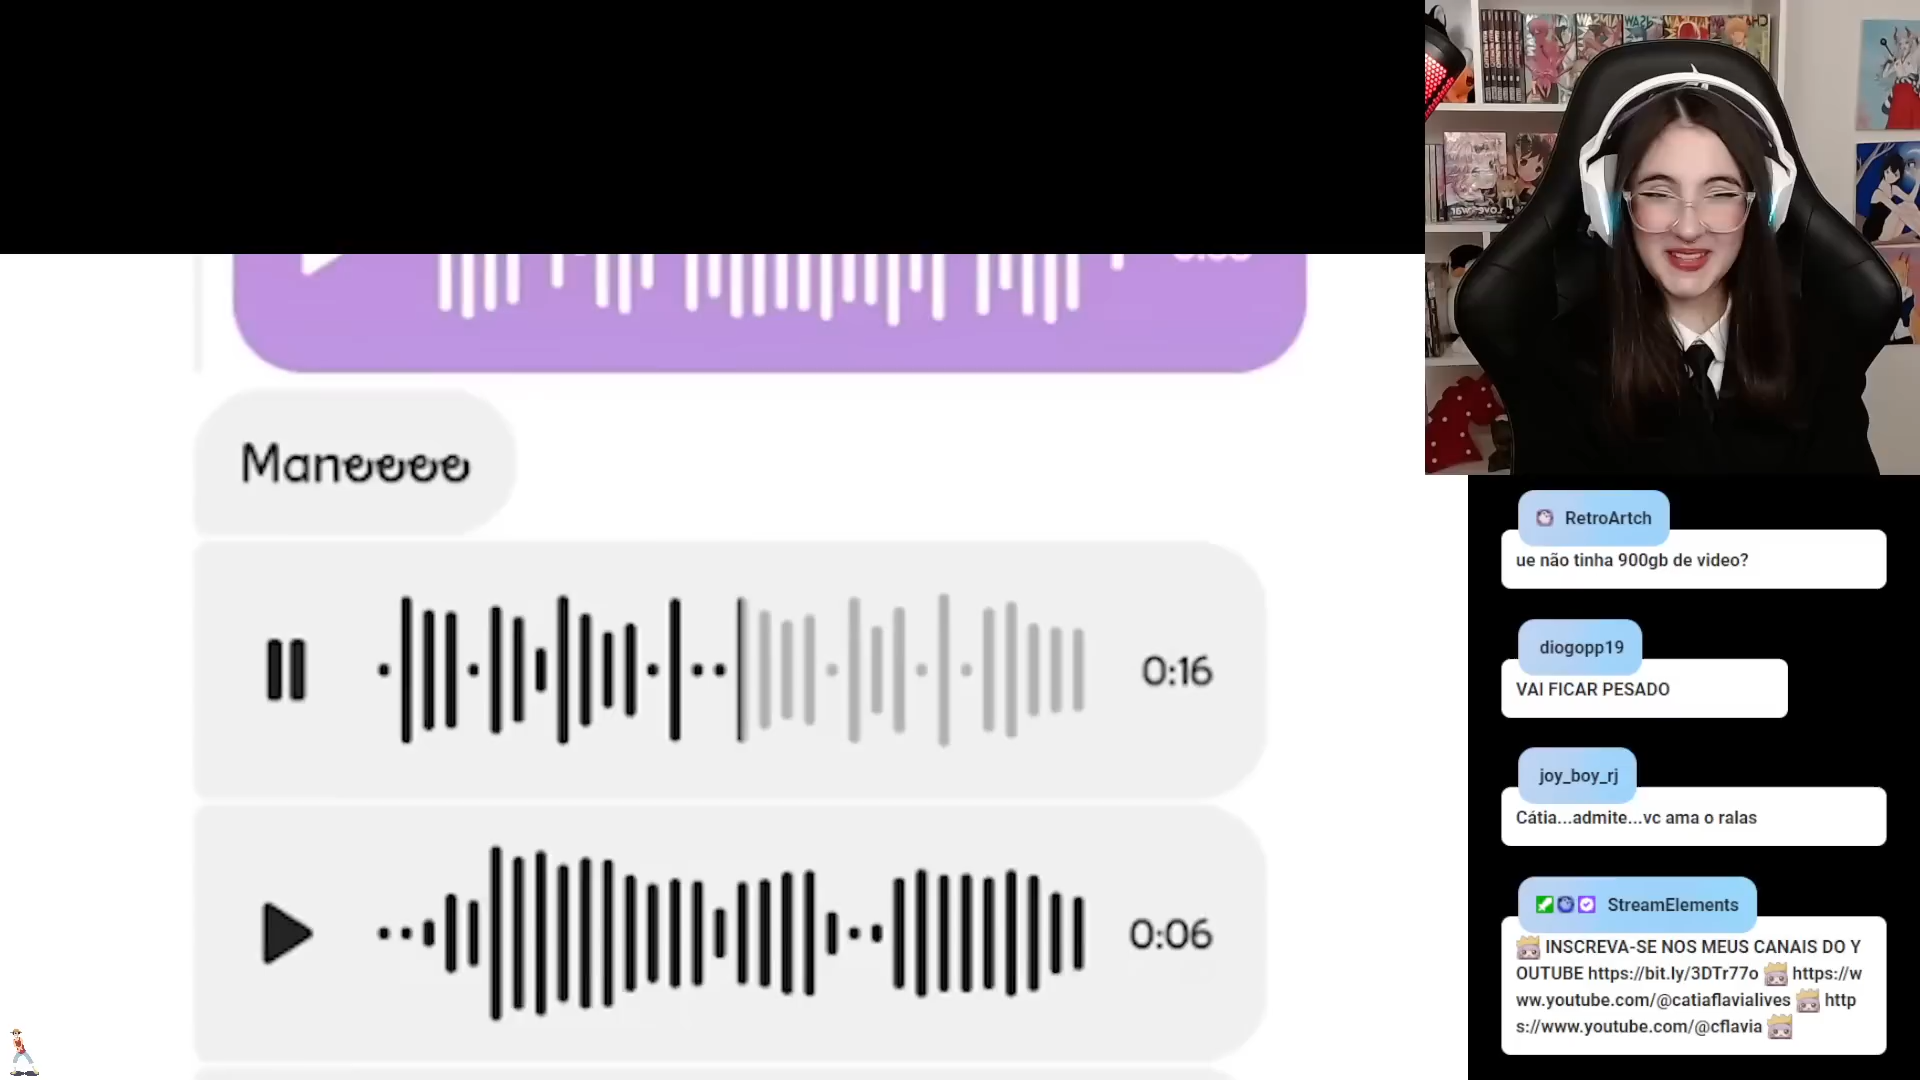 Maneeee
0:16
0:06
RetroArtch
ue não tinha 900gb de video?
diogopp19
VAI FICAR PESADO
joy_boy_rj
Cátia...admite...vc ama o ralas
StreamElements
INSCREVA-SE NOS MEUS CANAIS DO Y
OUTUBE https://bit.ly/3DTr77o https://w
ww.youtube.com/@catiaflavialives http
s://www.youtube.com/@cflavia